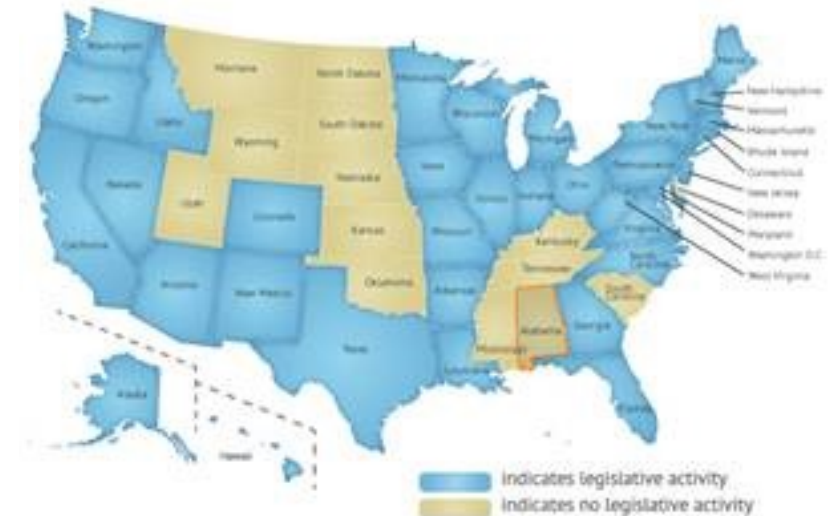 Washington
Montana
North Dakota
Minnesota
Maine
Oregon
Idaho
South Dakota
Wisconsin
Michigan
New York
New Hampshire
Vermont
Massachusetts
Rhode Island
Connecticut
New Jersey
Delaware
Maryland
Washington D.C.
West Virginia
Wyoming
Nebraska
Iowa
Pennsylvania
Nevada
Utah
Colorado
Kansas
Missouri
Illinois
Indiana
Ohio
Kentucky
Virginia
California
Arizona
New Mexico
Oklahoma
Arkansas
Tennessee
North
Carolina
South
Carolina
Texas
Louisiana
Mississippi
Alabama
Georgia
Florida
Alaska
Hawaii
indicates legislative activity
indicates no legislative activity